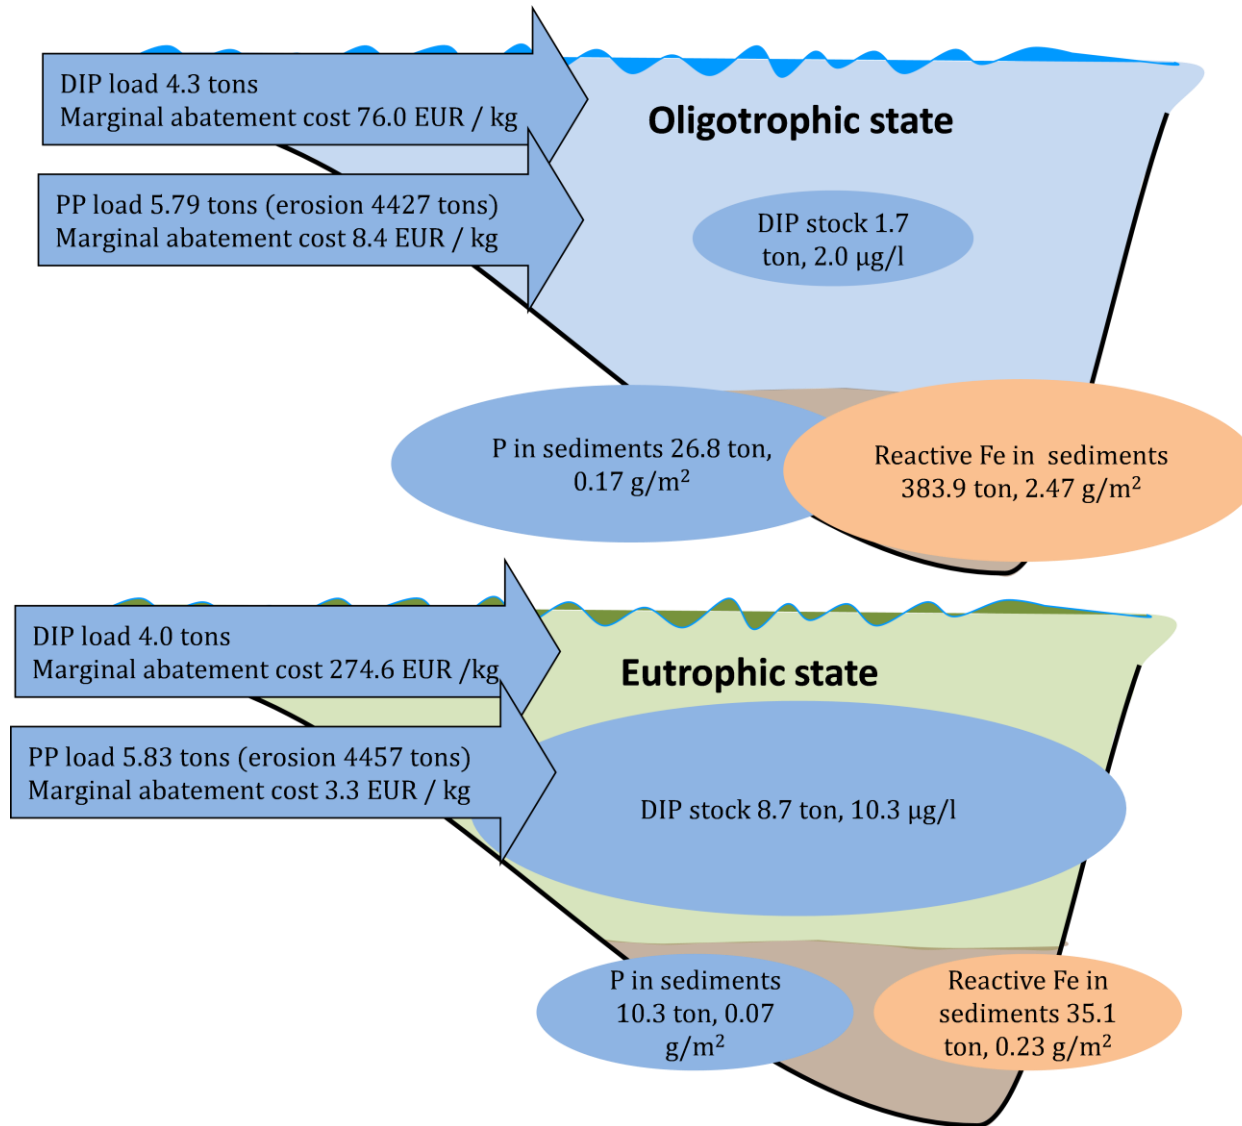 DIP load 4.3 tons
Marginal abatement cost 76.0 EUR / kg
Oligotrophic state
PP load 5.79 tons (erosion 4427 tons)
Marginal abatement cost 8.4 EUR / kg
DIP stock 1.7
ton, 2.0 µg/l
P in sediments 26.8 ton,
0.17 g/m²
Reactive Fe in sediments
383.9 ton, 2.47 g/m²
DIP load 4.0 tons
Marginal abatement cost 274.6 EUR /kg
Eutrophic state
PP load 5.83 tons (erosion 4457 tons)
Marginal abatement cost 3.3 EUR / kg
DIP stock 8.7 ton, 10.3 µg/l
P in sediments
10.3 ton, 0.07
g/m²
Reactive Fe in
sediments 35.1
ton, 0.23 g/m²